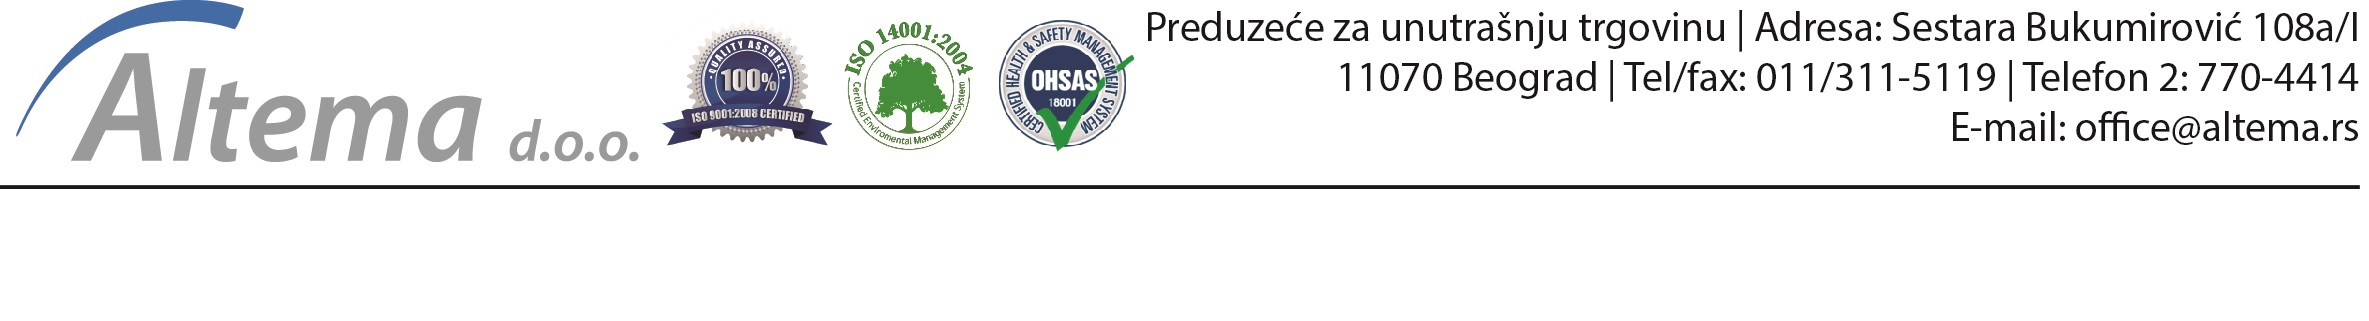 Altema d.o.o.
QUALITY ASSURED
100%
ISO 9001:2008 CERTIFIED
ISO 14001:2004
Certified Enviromental Management System
CERTIFIED HEALTH & SAFETY MANAGEMENT SYSTEM
OHSAS
18001
Preduzeće za unutrašnju trgovinu | Adresa: Sestara Bukumirović 108a/I
11070 Beograd | Tel/fax: 011/311-5119 | Telefon 2: 770-4414
E-mail: office@altema.rs